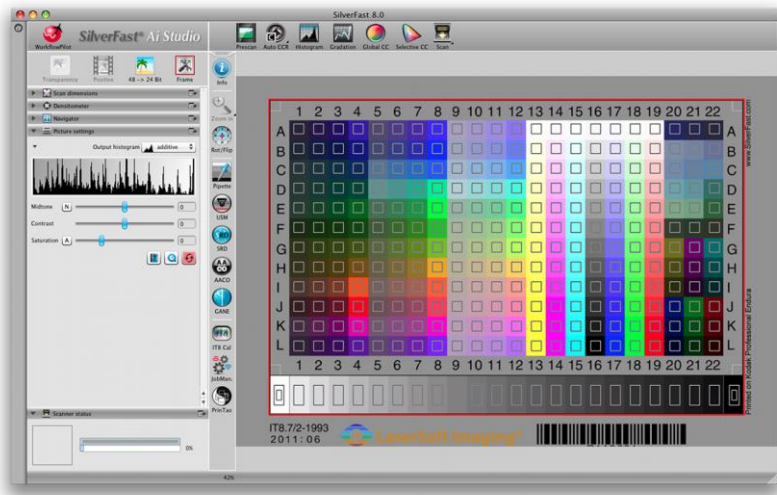 SilverFast 8.0
WorkflowPilot
SilverFast® Ai Studio
Prescan Auto CCR Histogram Gradation Global CC Selective CC Scan
Transparency Positive 48 -> 24 Bit Frame
Info
Scan dimensions
Densitometer
Navigator
Picture settings
Zoom in
Output histogram additive
Rot/Flip
Pipette
Midtone N 0
Contrast 0
Saturation A 0
USM
SRD
AACO
GANE
IT8 Cal
JobMan.
PrinTao
Scanner status
0%
42%
1 2 3 4 5 6 7 8 9 10 11 12 13 14 15 16 17 18 19 20 21 22
A A
B B
C C
D D
E E
F F
G G
H H
I I
J J
K K
L L
1 2 3 4 5 6 7 8 9 10 11 12 13 14 15 16 17 18 19 20 21 22
www.SilverFast.com
Printed on Kodak Professional Endura
IT8.7/2-1993
2011:06
LaserSoft Imaging®